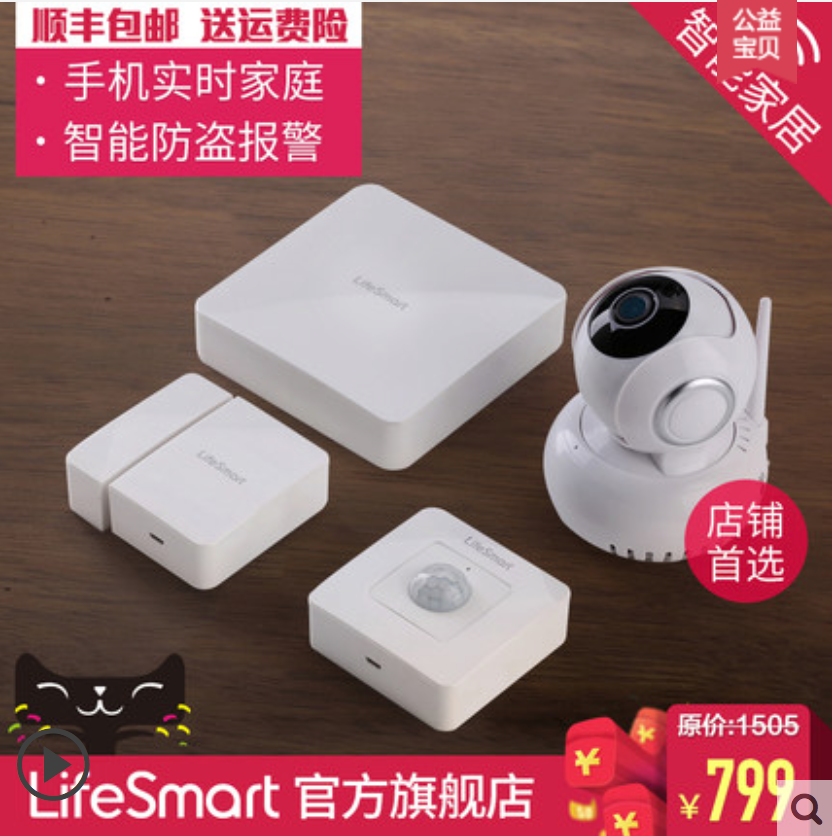 顺丰包邮 送运费险
· 手机实时家庭
· 智能防盗报警
公益
宝贝
智能家居
LifeSmart
LifeSmart
LifeSmart
店铺
首选
原价:1505
¥799
¥
¥
¥
LifeSmart 官方旗舰店